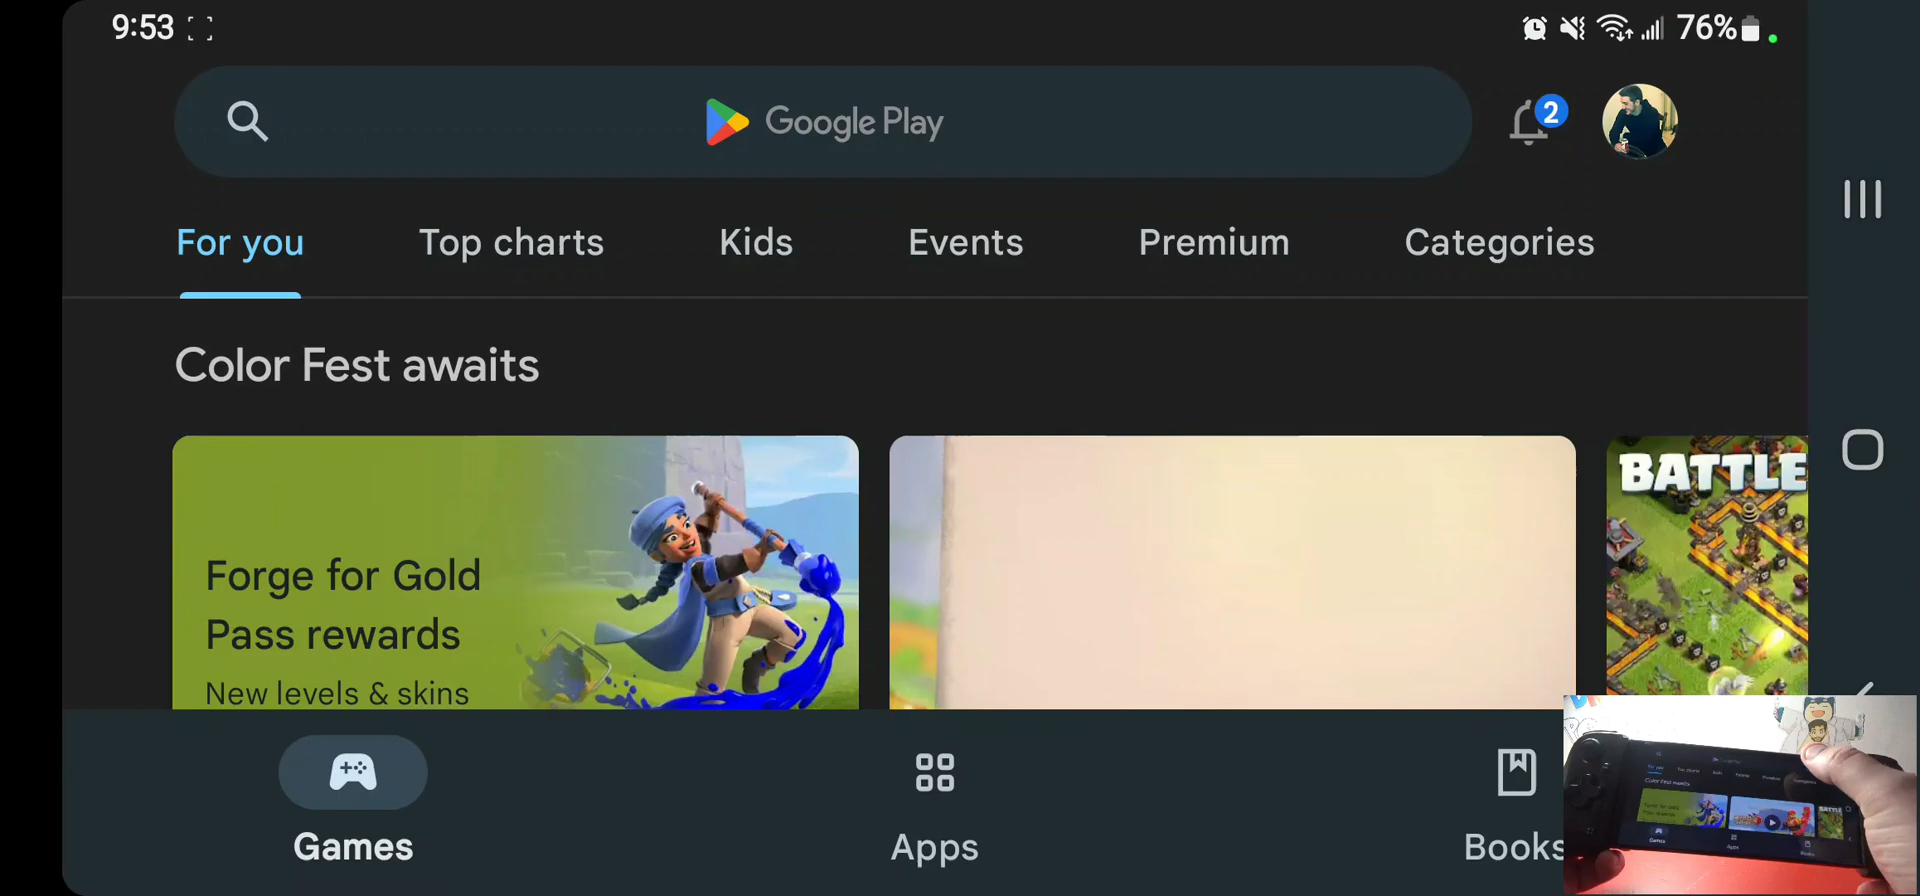 9:53 76%
Google Play 2
For you Top charts Kids Events Premium Categories
Color Fest awaits
Forge for Gold
Pass rewards
New levels & skins
BATTLE
Games Apps Books